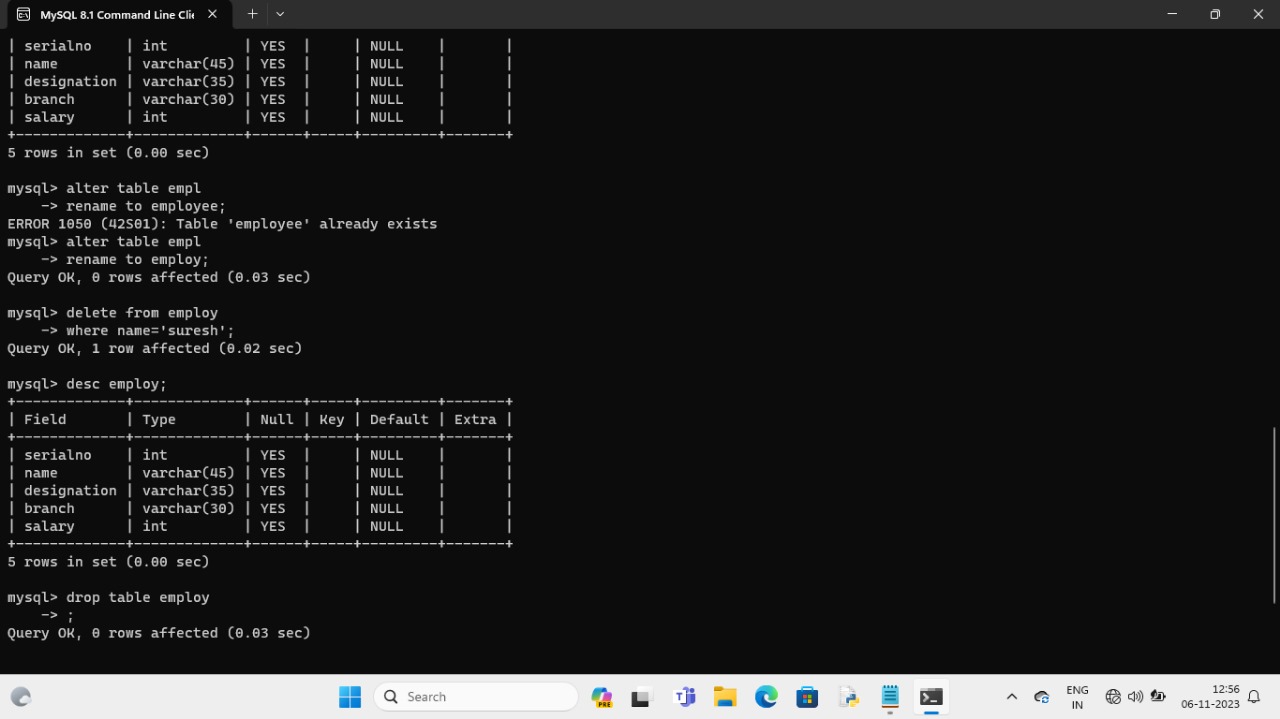 MySQL 8.1 Command Line Clie
| serialno    | int         | YES  |     | NULL    |       |
| name        | varchar(45) | YES  |     | NULL    |       |
| designation | varchar(35) | YES  |     | NULL    |       |
| branch      | varchar(30) | YES  |     | NULL    |       |
| salary      | int         | YES  |     | NULL    |       |
+-------------+-------------+------+-----+---------+-------+
5 rows in set (0.00 sec)
mysql> alter table empl
    -> rename to employee;
ERROR 1050 (42S01): Table 'employee' already exists
mysql> alter table empl
    -> rename to employ;
Query OK, 0 rows affected (0.03 sec)
mysql> delete from employ
    -> where name='suresh';
Query OK, 1 row affected (0.02 sec)
mysql> desc employ;
+-------------+-------------+------+-----+---------+-------+
| Field       | Type        | Null | Key | Default | Extra |
+-------------+-------------+------+-----+---------+-------+
| serialno    | int         | YES  |     | NULL    |       |
| name        | varchar(45) | YES  |     | NULL    |       |
| designation | varchar(35) | YES  |     | NULL    |       |
| branch      | varchar(30) | YES  |     | NULL    |       |
| salary      | int         | YES  |     | NULL    |       |
+-------------+-------------+------+-----+---------+-------+
5 rows in set (0.00 sec)
mysql> drop table employ
    -> ;
Query OK, 0 rows affected (0.03 sec)
Search
PRE
ENG
IN
12:56
06-11-2023